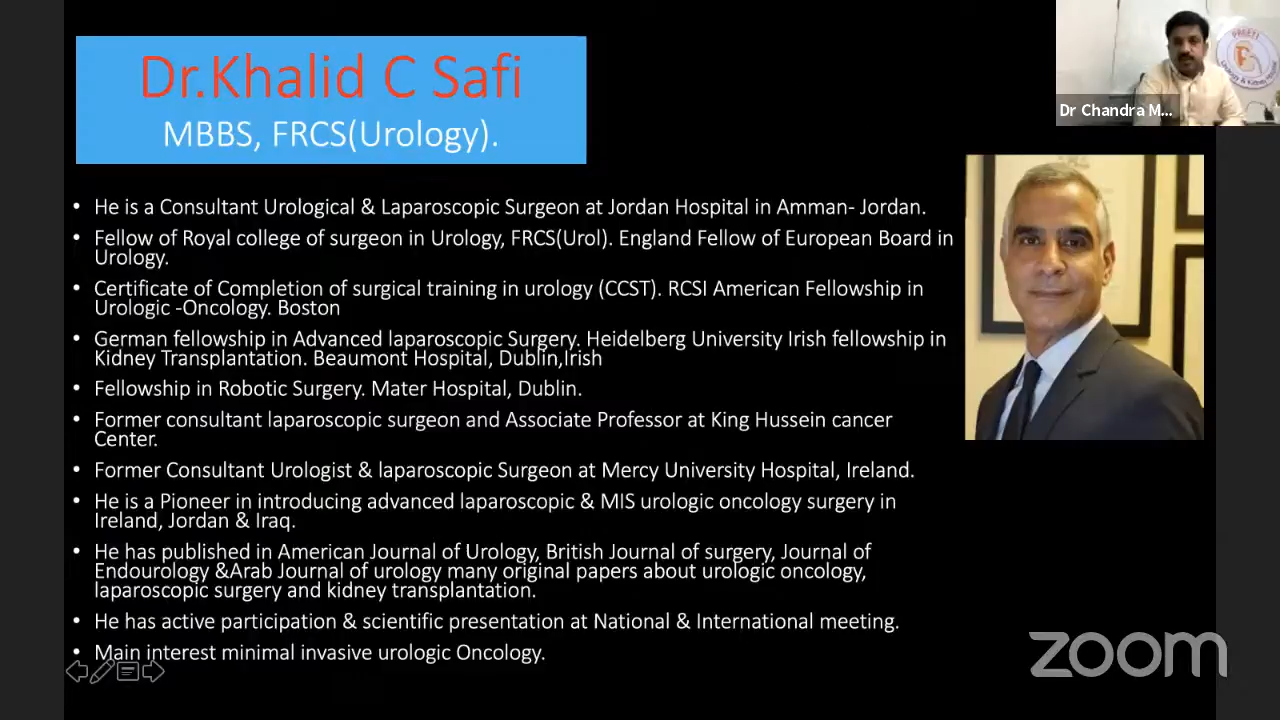 Dr.Khalid C Safi
MBBS, FRCS(Urology).
Dr Chandra M...
PREETI
Urology & Kidney
• He is a Consultant Urological & Laparoscopic Surgeon at Jordan Hospital in Amman- Jordan.
• Fellow of Royal college of surgeon in Urology, FRCS(Urol). England Fellow of European Board in
Urology.
• Certificate of Completion of surgical training in urology (CCST). RCSI American Fellowship in
Urologic -Oncology. Boston
• German fellowship in Advanced laparoscopic Surgery. Heidelberg University Irish fellowship in
Kidney Transplantation. Beaumont Hospital, Dublin,Irish
• Fellowship in Robotic Surgery. Mater Hospital, Dublin.
• Former consultant laparoscopic surgeon and Associate Professor at King Hussein cancer
Center.
• Former Consultant Urologist & laparoscopic Surgeon at Mercy University Hospital, Ireland.
• He is a Pioneer in introducing advanced laparoscopic & MIS urologic oncology surgery in
Ireland, Jordan & Iraq.
• He has published in American Journal of Urology, British Journal of surgery, Journal of
Endourology &Arab Journal of urology many original papers about urologic oncology,
laparoscopic surgery and kidney transplantation.
• He has active participation & scientific presentation at National & International meeting.
• Main interest minimal invasive urologic Oncology.
zoom